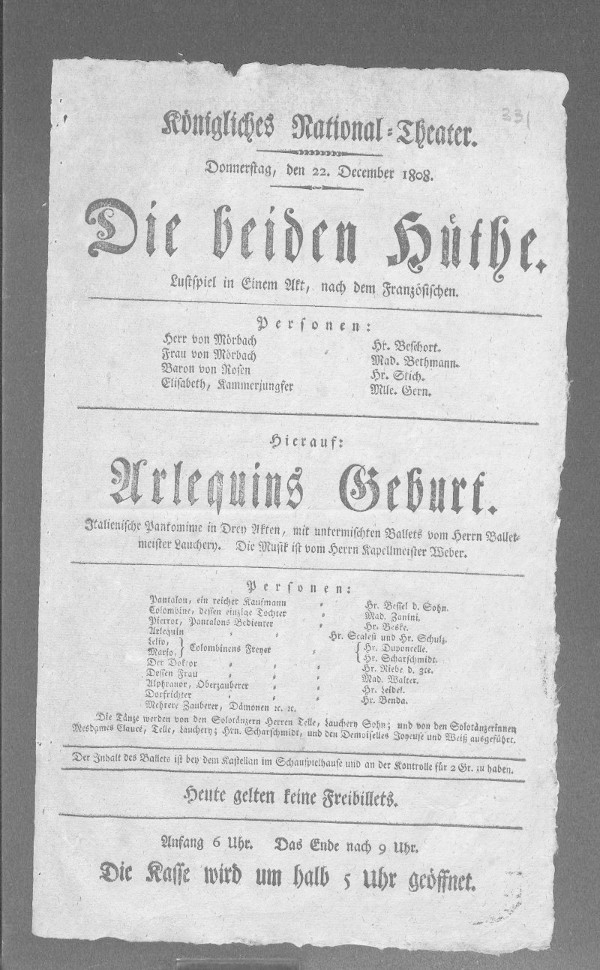 231
Königliches National-Theater.
Donnerstag, den 22. December 1808.
Die beiden Hüthe.
Lustspiel in Einem Akt, nach dem Französischen.
Personen:
Herr von Mörbach Hr. Beschort.
Frau von Mörbach Mad. Bethmann.
Baron von Rosen Hr. Stich.
Elisabeth, Kammerjungfer Mlle. Gern.
Hierauf:
Arlequins Geburt.
Italienische Pantomime in Drey Akten, mit untermischten Ballets vom Herrn Ballet-
meister Lauchery. Die Musik ist vom Herrn Kapellmeister Weber.
Personen:
Pantalon, ein reicher Kaufmann Hr. Bessel d. Sohn.
Colombine, dessen einzige Tochter Mad. Zanini.
Pierrot, Pantalons Bedienter Hr. Beske.
Arlequin Hr. Scalesi und Hr. Schulz.
Lelio, } Colombinens Freyer { Hr. Duponcelle.
Mario, } { Hr. Scharschmidt.
Der Doktor Hr. Riebe d. 3te.
Dessen Frau Mad. Walter.
Alphranor, Oberzauberer Hr. Leidel.
Dorfrichter Hr. Benda.
Mehrere Zauberer, Dämonen ꝛc. ꝛc.
Die Tänze werden von den Solotänzern Herren Telle, Lauchery Sohn; und von den Solotänzerinnen
Mesdames Clauce, Telle, Lauchery; Hrn. Scharschmidt, und den Demoiselles Joyeuse und Weiß ausgeführt.
Der Inhalt des Ballets ist bey dem Kastellan im Schauspielhause und an der Kontrolle für 2 Gr. zu haben.
Heute gelten keine Freibillets.
Anfang 6 Uhr. Das Ende nach 9 Uhr.
Die Kasse wird um halb 5 Uhr geöffnet.